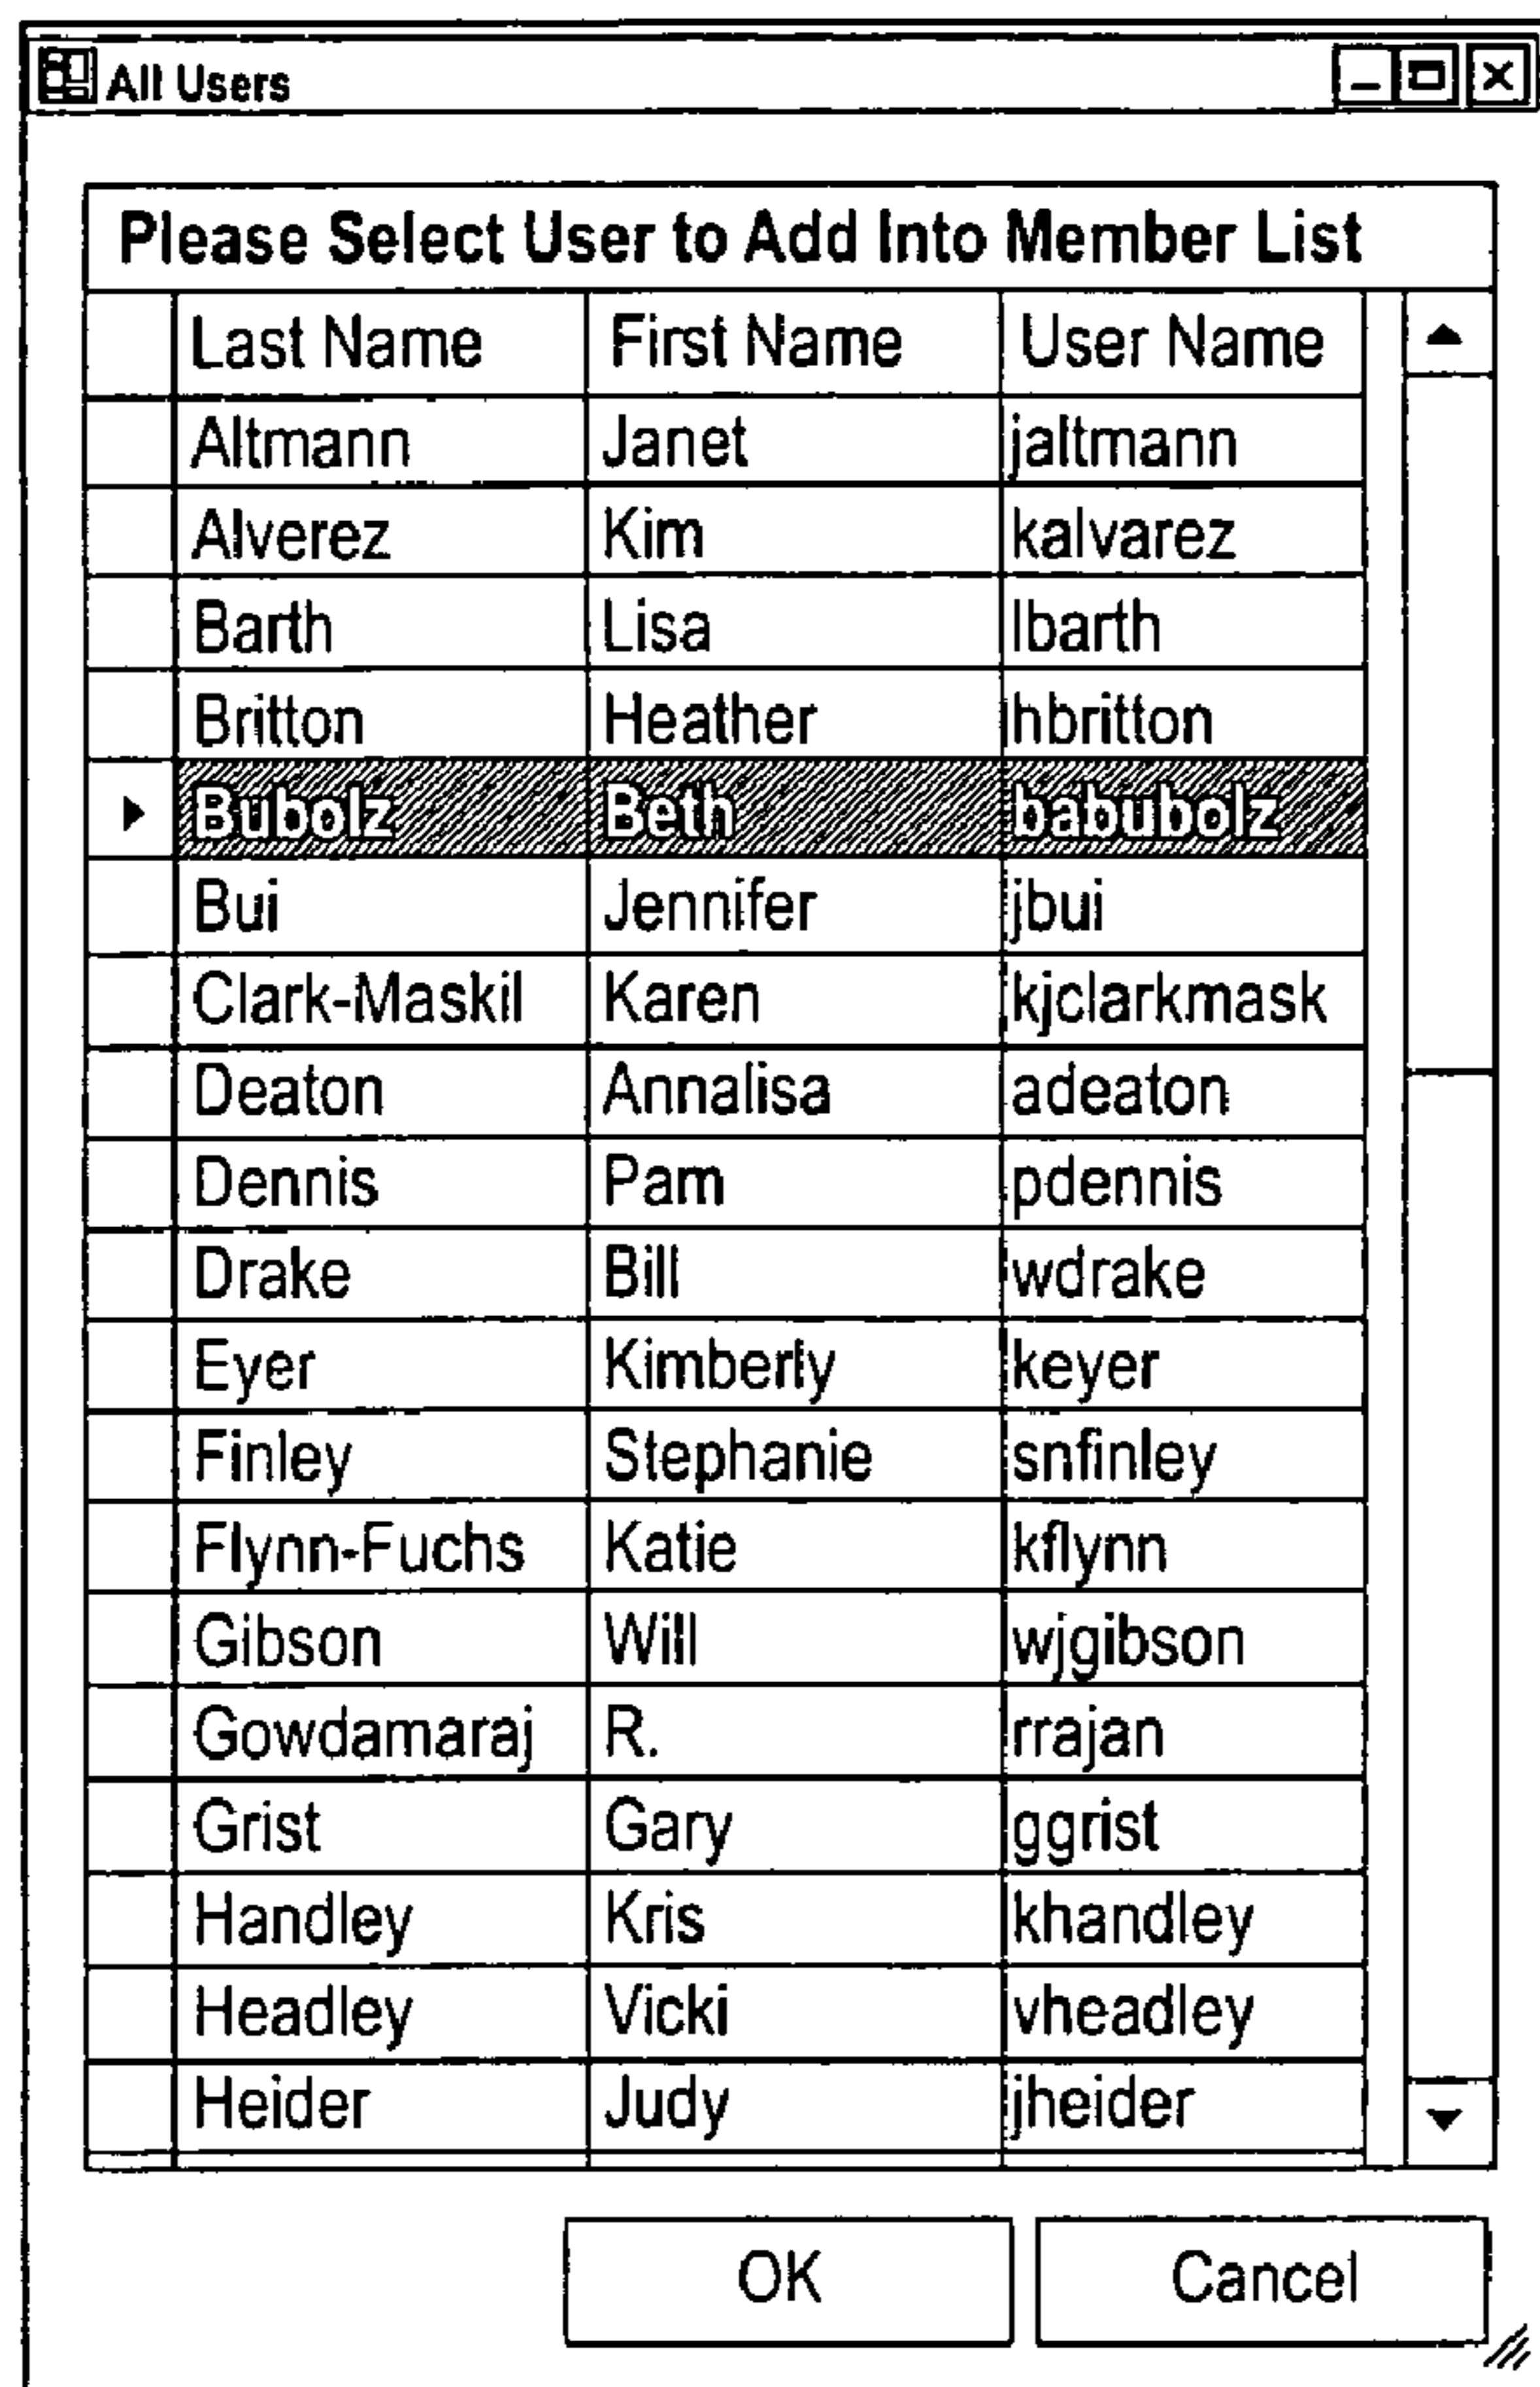 All Users
Please Select User to Add Into Member List
Last Name First Name User Name
Altmann Janet jaltmann
Alverez Kim kalvarez
Barth Lisa lbarth
Britton Heather hbritton
Bubolz Beth babubolz
Bui Jennifer jbui
Clark-Maskil Karen kjclarkmask
Deaton Annalisa adeaton
Dennis Pam pdennis
Drake Bill wdrake
Eyer Kimberly keyer
Finley Stephanie snfinley
Flynn-Fuchs Katie kflynn
Gibson Will wjgibson
Gowdamaraj R. rrajan
Grist Gary ggrist
Handley Kris khandley
Headley Vicki vheadley
Heider Judy jheider
OK Cancel